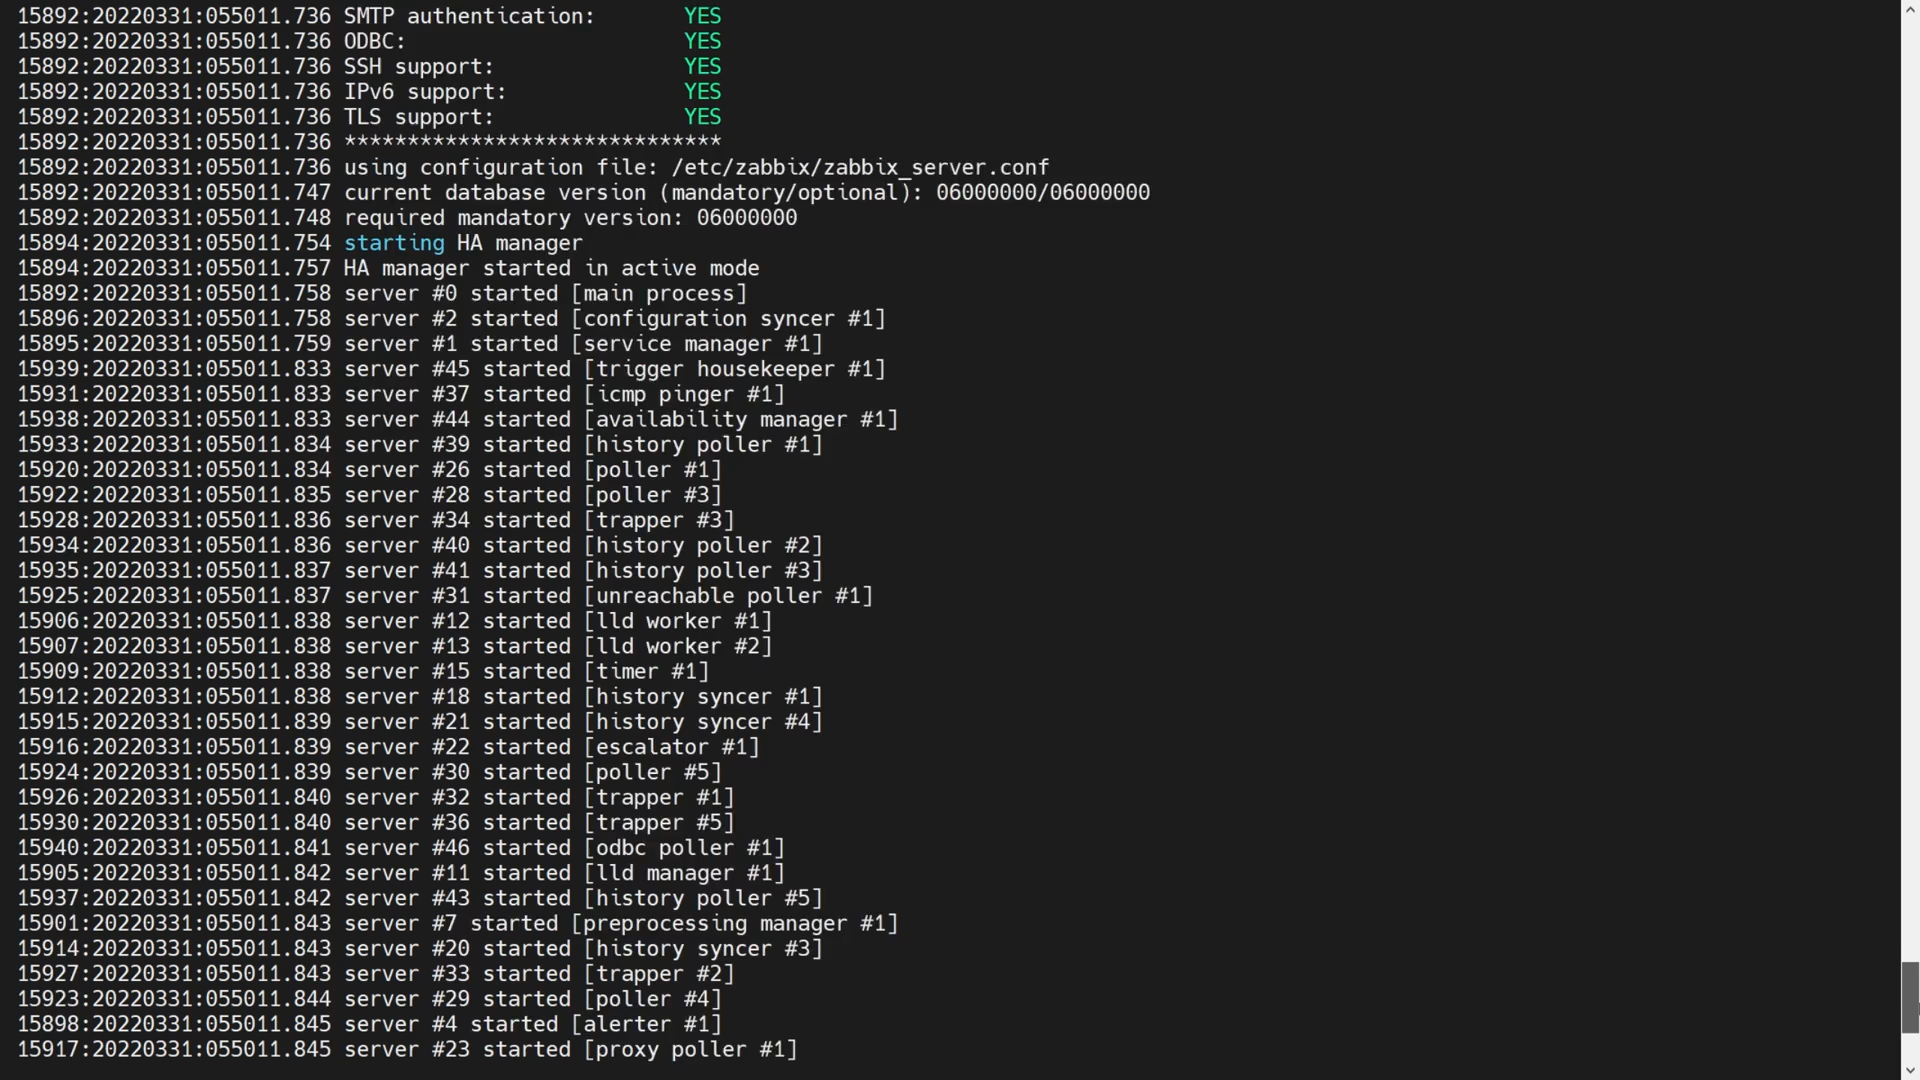 15892:20220331:055011.736 SMTP authentication:       YES
15892:20220331:055011.736 ODBC:                      YES
15892:20220331:055011.736 SSH support:               YES
15892:20220331:055011.736 IPv6 support:              YES
15892:20220331:055011.736 TLS support:               YES
15892:20220331:055011.736 ******************************
15892:20220331:055011.736 using configuration file: /etc/zabbix/zabbix_server.conf
15892:20220331:055011.747 current database version (mandatory/optional): 06000000/06000000
15892:20220331:055011.748 required mandatory version: 06000000
15894:20220331:055011.754 starting HA manager
15894:20220331:055011.757 HA manager started in active mode
15892:20220331:055011.758 server #0 started [main process]
15896:20220331:055011.758 server #2 started [configuration syncer #1]
15895:20220331:055011.759 server #1 started [service manager #1]
15939:20220331:055011.833 server #45 started [trigger housekeeper #1]
15931:20220331:055011.833 server #37 started [icmp pinger #1]
15938:20220331:055011.833 server #44 started [availability manager #1]
15933:20220331:055011.834 server #39 started [history poller #1]
15920:20220331:055011.834 server #26 started [poller #1]
15922:20220331:055011.835 server #28 started [poller #3]
15928:20220331:055011.836 server #34 started [trapper #3]
15934:20220331:055011.836 server #40 started [history poller #2]
15935:20220331:055011.837 server #41 started [history poller #3]
15925:20220331:055011.837 server #31 started [unreachable poller #1]
15906:20220331:055011.838 server #12 started [lld worker #1]
15907:20220331:055011.838 server #13 started [lld worker #2]
15909:20220331:055011.838 server #15 started [timer #1]
15912:20220331:055011.838 server #18 started [history syncer #1]
15915:20220331:055011.839 server #21 started [history syncer #4]
15916:20220331:055011.839 server #22 started [escalator #1]
15924:20220331:055011.839 server #30 started [poller #5]
15926:20220331:055011.840 server #32 started [trapper #1]
15930:20220331:055011.840 server #36 started [trapper #5]
15940:20220331:055011.841 server #46 started [odbc poller #1]
15905:20220331:055011.842 server #11 started [lld manager #1]
15937:20220331:055011.842 server #43 started [history poller #5]
15901:20220331:055011.843 server #7 started [preprocessing manager #1]
15914:20220331:055011.843 server #20 started [history syncer #3]
15927:20220331:055011.843 server #33 started [trapper #2]
15923:20220331:055011.844 server #29 started [poller #4]
15898:20220331:055011.845 server #4 started [alerter #1]
15917:20220331:055011.845 server #23 started [proxy poller #1]